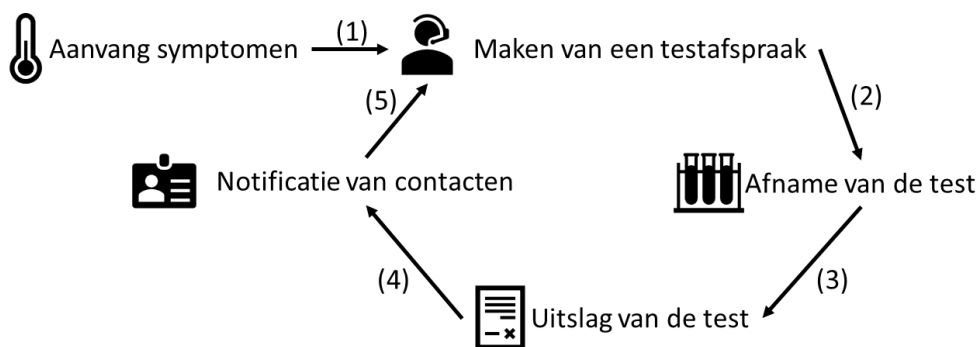 Aanvang symptomen
(1)
Maken van een testafspraak
(2)
Afname van de test
(3)
Uitslag van de test
(4)
Notificatie van contacten
(5)